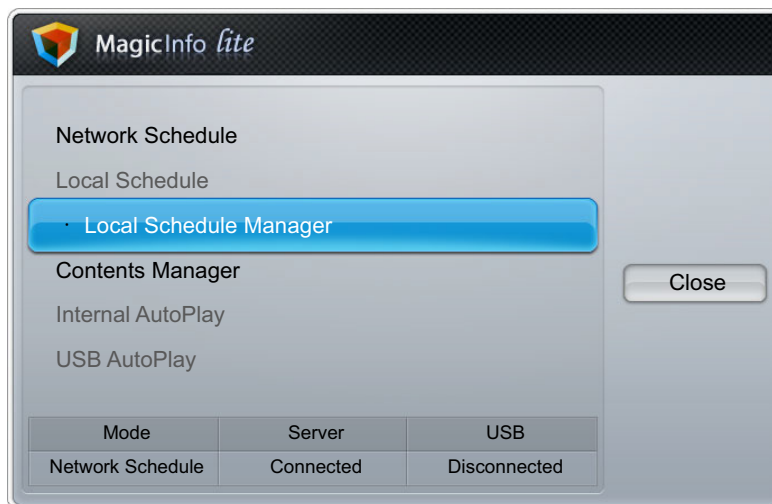 MagicInfo lite
Network Schedule
Local Schedule
· Local Schedule Manager
Contents Manager
Internal AutoPlay
USB AutoPlay
Close
Mode Server USB
Network Schedule Connected Disconnected